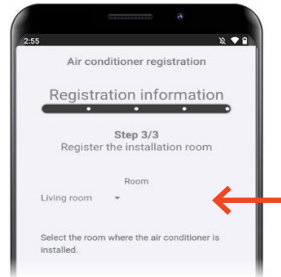 2:55
Air conditioner registration
Registration information
Step 3/3
Register the installation room
Room
Living room
Select the room where the air conditioner is
installed.